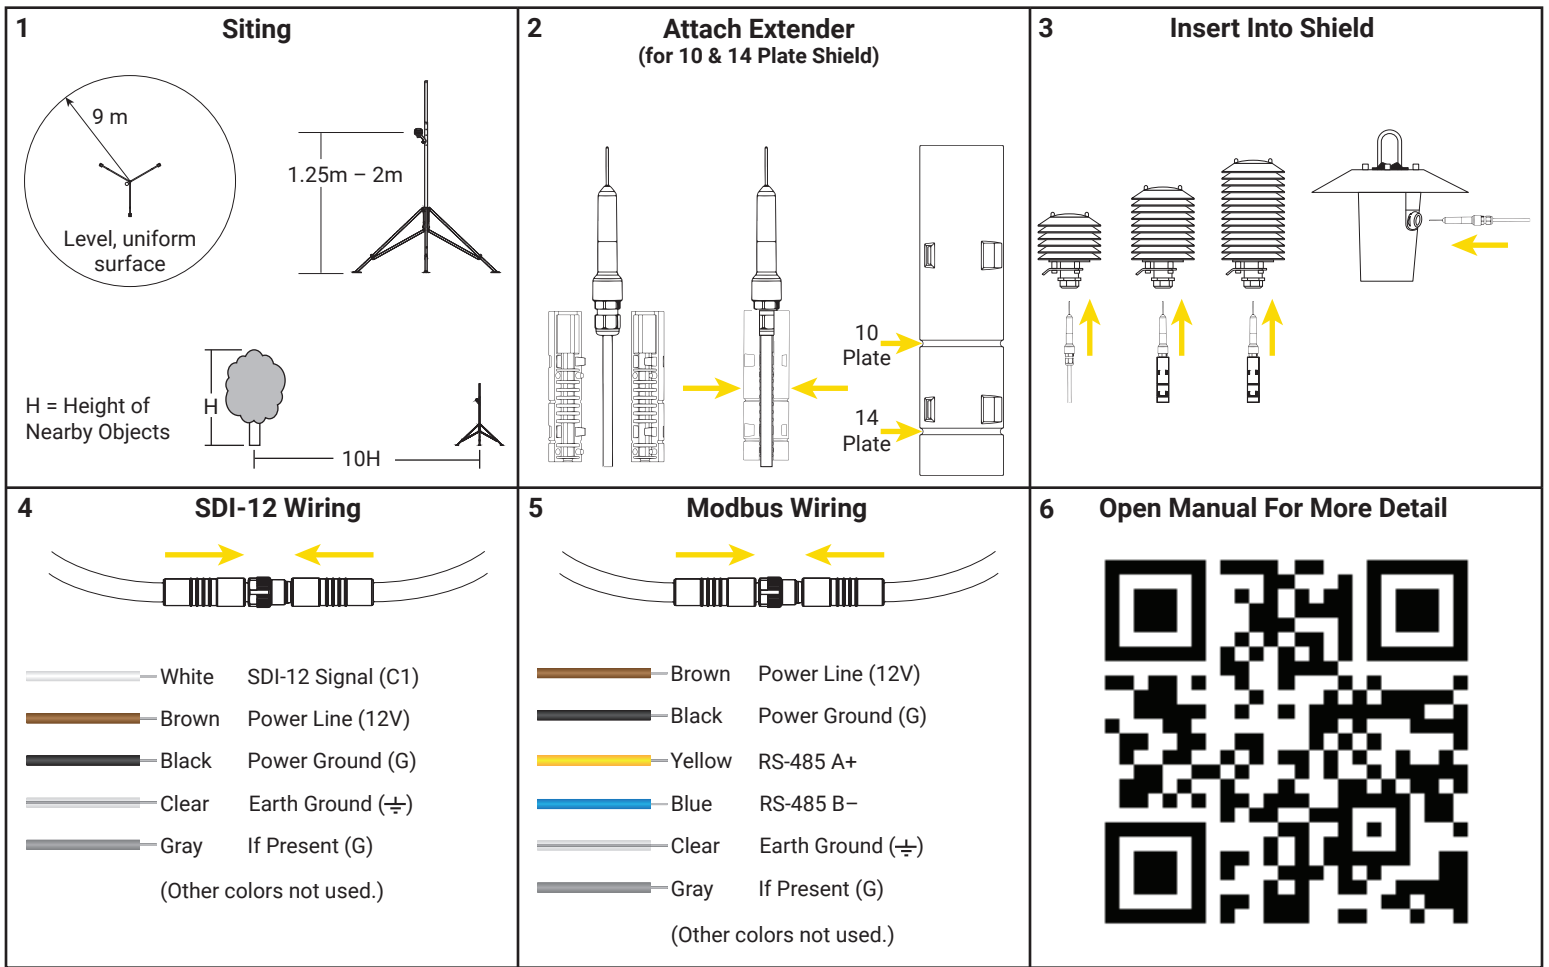 1 Siting
9 m
Level, uniform
surface
1.25m – 2m
H = Height of
Nearby Objects
H
10H
2 Attach Extender
(for 10 & 14 Plate Shield)
10
Plate
14
Plate
3 Insert Into Shield
4 SDI-12 Wiring
White SDI-12 Signal (C1)
Brown Power Line (12V)
Black Power Ground (G)
Clear Earth Ground (⏚)
Gray If Present (G)
(Other colors not used.)
5 Modbus Wiring
Brown Power Line (12V)
Black Power Ground (G)
Yellow RS-485 A+
Blue RS-485 B−
Clear Earth Ground (⏚)
Gray If Present (G)
(Other colors not used.)
6 Open Manual For More Detail